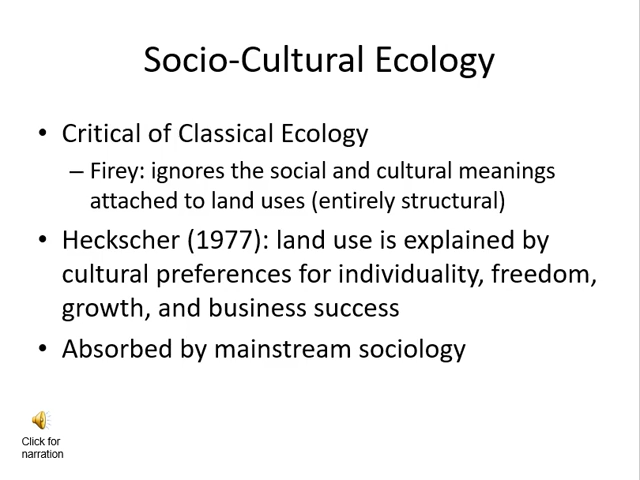 Socio-Cultural Ecology
• Critical of Classical Ecology
– Firey: ignores the social and cultural meanings
attached to land uses (entirely structural)
• Heckscher (1977): land use is explained by
cultural preferences for individuality, freedom,
growth, and business success
• Absorbed by mainstream sociology
Click for
narration